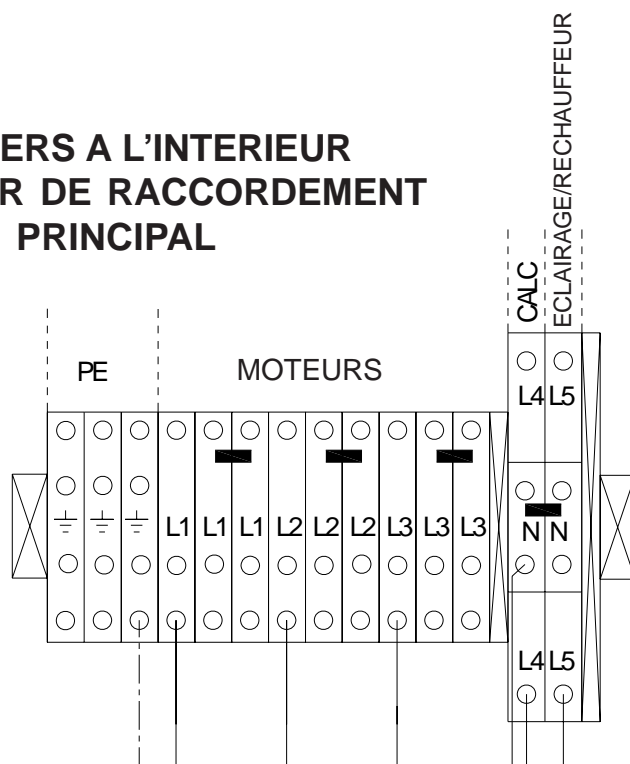 ERS A L'INTERIEUR
R DE RACCORDEMENT
PRINCIPAL
ECLAIRAGE/RECHAUFFEUR
CALC
PE
MOTEURS
L4 L5
L1 L1 L1 L2 L2 L2 L3 L3 L3
N N
L4 L5